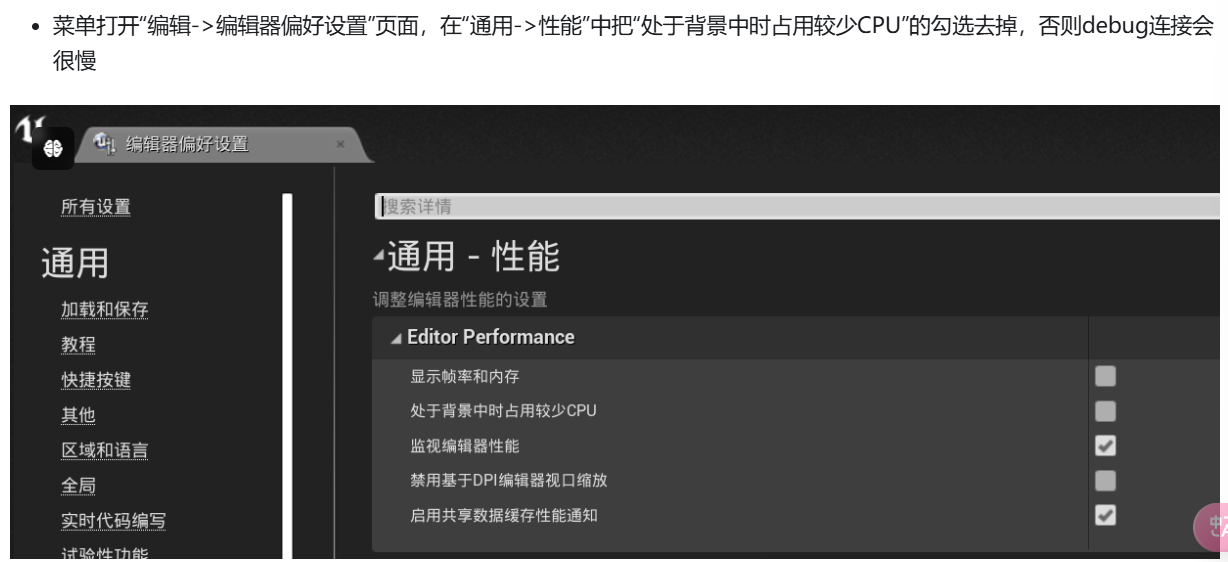 菜单打开“编辑->编辑器偏好设置”页面，在“通用->性能”中把“处于背景中时占用较少CPU”的勾选去掉，否则debug连接会
很慢
编辑器偏好设置
所有设置
通用
加载和保存
教程
快捷按键
其他
区域和语言
全局
实时代码编写
试验性功能
搜索详情
通用 - 性能
调整编辑器性能的设置
Editor Performance
显示帧率和内存
处于背景中时占用较少CPU
监视编辑器性能
禁用基于DPI编辑器视口缩放
启用共享数据缓存性能通知